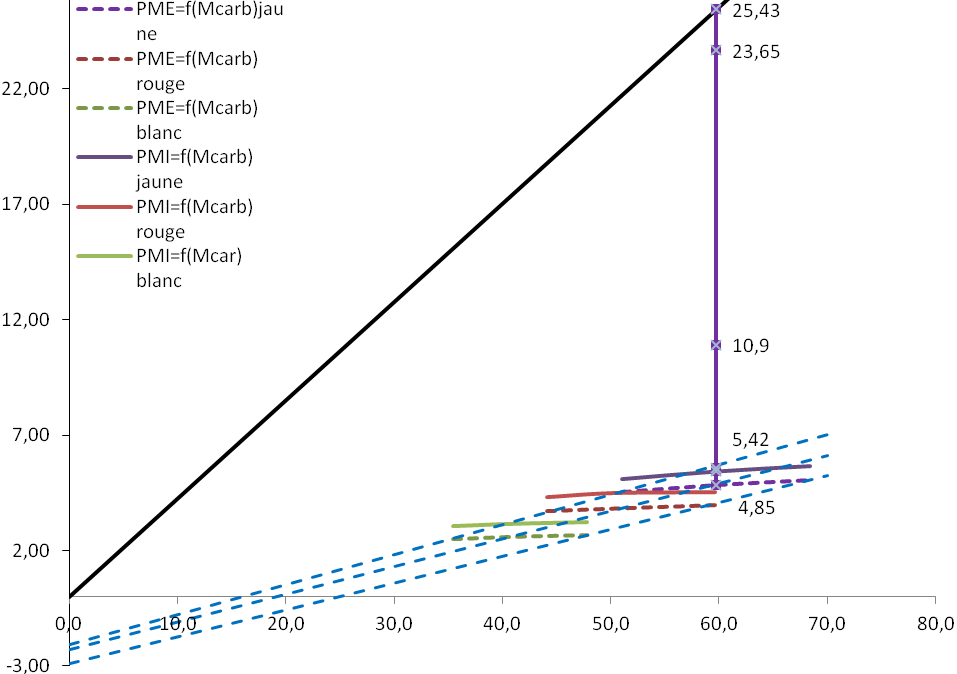 PME=f(Mcarb)jau
ne
PME=f(Mcarb)
rouge
PME=f(Mcarb)
blanc
PMI=f(Mcarb)
jaune
PMI=f(Mcarb)
rouge
PMI=f(Mcar)
blanc
25,43
23,65
10,9
5,42
4,85
22,00
17,00
12,00
7,00
2,00
-3,00
0,0 10,0 20,0 30,0 40,0 50,0 60,0 70,0 80,0